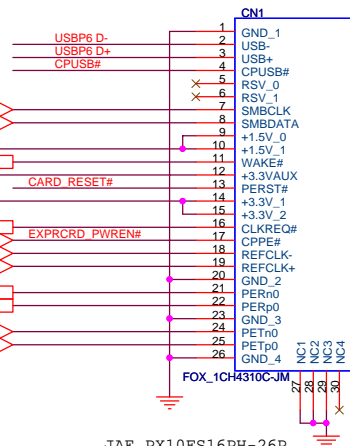 CN1
1 GND_1
USBP6 D- 2 USB-
USBP6 D+ 3 USB+
CPUSB# 4 CPUSB#
5 RSV_0
6 RSV_1
7 SMBCLK
8 SMBDATA
9 +1.5V_0
10 +1.5V_1
11 WAKE#
12 +3.3VAUX
CARD_RESET# 13 PERST#
14 +3.3V_1
15 +3.3V_2
16 CLKREQ#
EXPRCRD_PWREN# 17 CPPE#
18 REFCLK-
19 REFCLK+
20 GND_2
21 PERn0
22 PERp0
23 GND_3
24 PETn0
25 PETp0
26 GND_4
NC1 NC2 NC3 NC4
FOX_1CH4310C-JM
27 28 29 30
JAE PX10FS16PH-26P